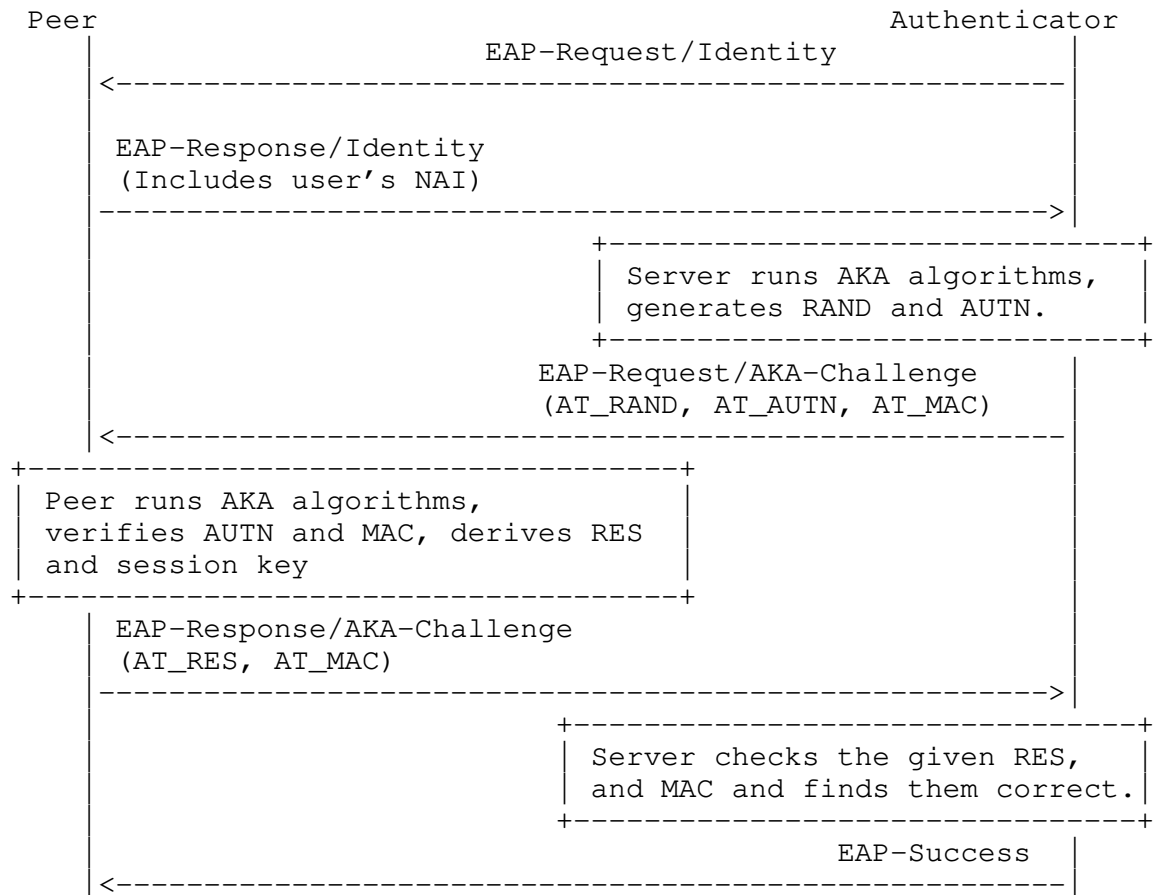 Peer Authenticator
EAP-Request/Identity
EAP-Response/Identity
(Includes user's NAI)
Server runs AKA algorithms,
generates RAND and AUTN.
EAP-Request/AKA-Challenge
(AT_RAND, AT_AUTN, AT_MAC)
Peer runs AKA algorithms,
verifies AUTN and MAC, derives RES
and session key
EAP-Response/AKA-Challenge
(AT_RES, AT_MAC)
Server checks the given RES,
and MAC and finds them correct.
EAP-Success